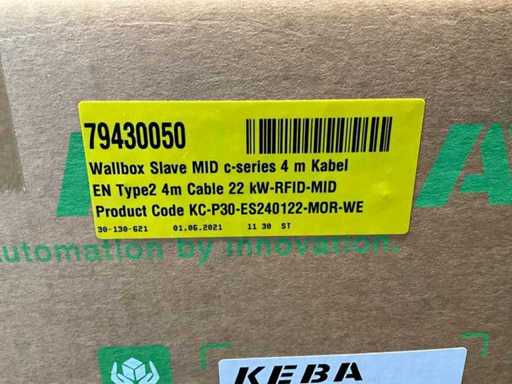 79430050
Wallbox Slave MID c-series 4 m Kabel
EN Type2 4m Cable 22 kW-RFID-MID
Product Code KC-P30-ES240122-MOR-WE
30-130-621 01.06.2021 11 30 ST
Automation by innovation.
KEBA